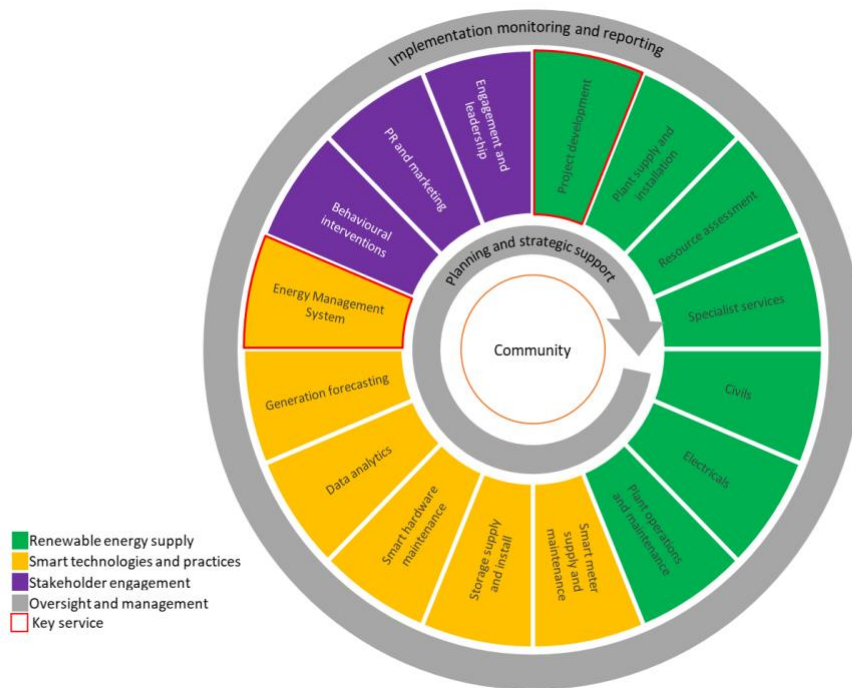 Implementation monitoring and reporting
Engagement and
leadership
Project development
PR and marketing
Plant supply and
installation
Behavioural
interventions
Resource assessment
Planning and strategic support
Energy Management
System
Specialist services
Community
Generation forecasting
Civils
Data analytics
Electricals
Smart hardware
maintenance
Storage supply
and install
Smart meter
supply and
maintenance
Plant operations
and maintenance
Renewable energy supply
Smart technologies and practices
Stakeholder engagement
Oversight and management
Key service